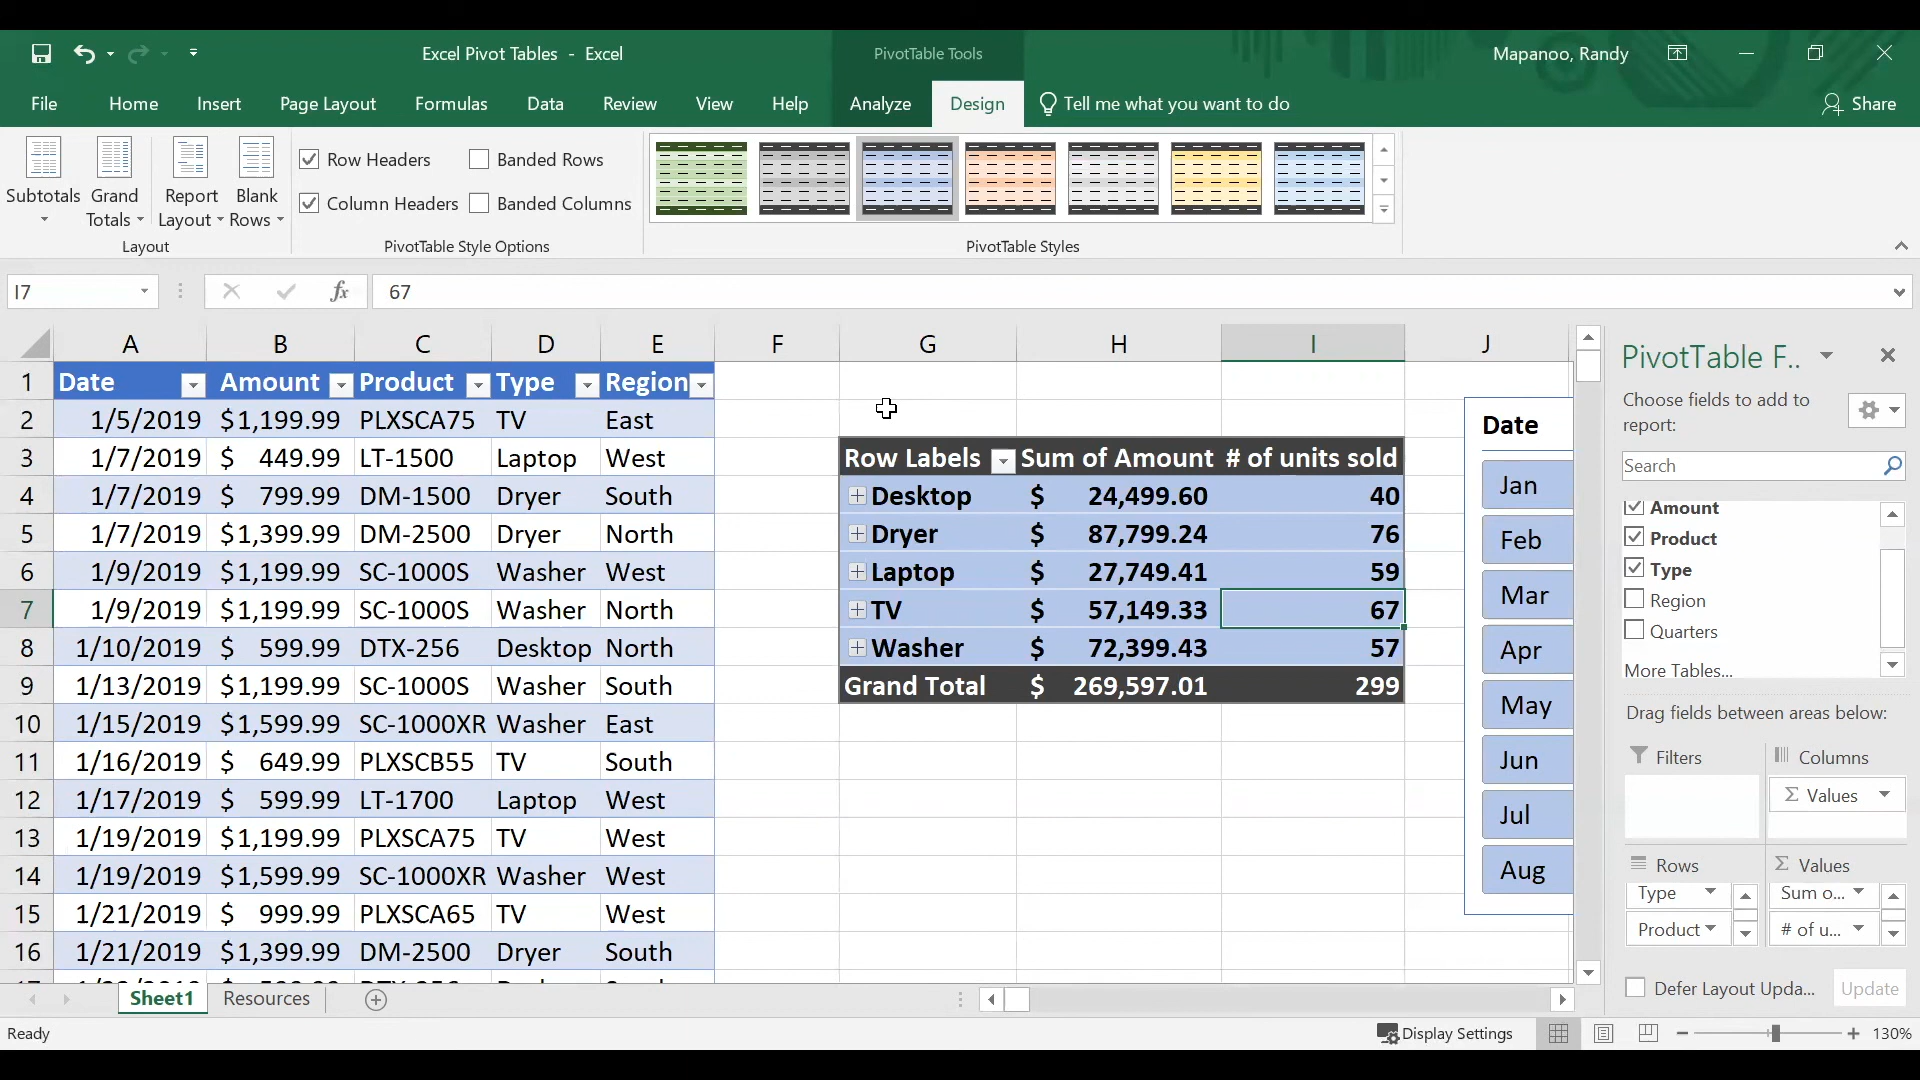 Excel Pivot Tables - Excel
PivotTable Tools
Mapanoo, Randy
File Home Insert Page Layout Formulas Data Review View Help Analyze Design Tell me what you want to do Share
Subtotals
Grand Totals
Report Layout
Blank Rows
Layout
Row Headers
Banded Rows
Column Headers
Banded Columns
PivotTable Style Options
PivotTable Styles
I7
fx
67
A B C D E F G H I J
1 Date Amount Product Type Region
2 1/5/2019 $1,199.99 PLXSCA75 TV East
3 1/7/2019 $ 449.99 LT-1500 Laptop West
4 1/7/2019 $ 799.99 DM-1500 Dryer South
5 1/7/2019 $1,399.99 DM-2500 Dryer North
6 1/9/2019 $1,199.99 SC-1000S Washer West
7 1/9/2019 $1,199.99 SC-1000S Washer North
8 1/10/2019 $ 599.99 DTX-256 Desktop North
9 1/13/2019 $1,199.99 SC-1000S Washer South
10 1/15/2019 $1,599.99 SC-1000XR Washer East
11 1/16/2019 $ 649.99 PLXSCB55 TV South
12 1/17/2019 $ 599.99 LT-1700 Laptop West
13 1/19/2019 $1,199.99 PLXSCA75 TV West
14 1/19/2019 $1,599.99 SC-1000XR Washer West
15 1/21/2019 $ 999.99 PLXSCA65 TV West
16 1/21/2019 $1,399.99 DM-2500 Dryer South
Row Labels Sum of Amount # of units sold
Desktop $ 24,499.60 40
Dryer $ 87,799.24 76
Laptop $ 27,749.41 59
TV $ 57,149.33 67
Washer $ 72,399.43 57
Grand Total $ 269,597.01 299
Date
Jan
Feb
Mar
Apr
May
Jun
Jul
Aug
PivotTable F..
Choose fields to add to
report:
Search
Amount
Product
Type
Region
Quarters
More Tables...
Drag fields between areas below:
Filters
Columns
Σ Values
Rows
Σ Values
Type
Sum o...
Product
# of u...
Defer Layout Upda...
Update
Sheet1 Resources
Ready
Display Settings
130%